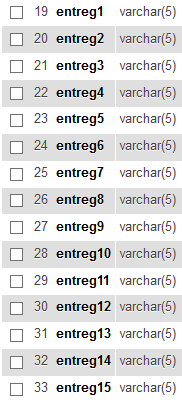 19 entreg1 varchar(5)
20 entreg2 varchar(5)
21 entreg3 varchar(5)
22 entreg4 varchar(5)
23 entreg5 varchar(5)
24 entreg6 varchar(5)
25 entreg7 varchar(5)
26 entreg8 varchar(5)
27 entreg9 varchar(5)
28 entreg10 varchar(5)
29 entreg11 varchar(5)
30 entreg12 varchar(5)
31 entreg13 varchar(5)
32 entreg14 varchar(5)
33 entreg15 varchar(5)